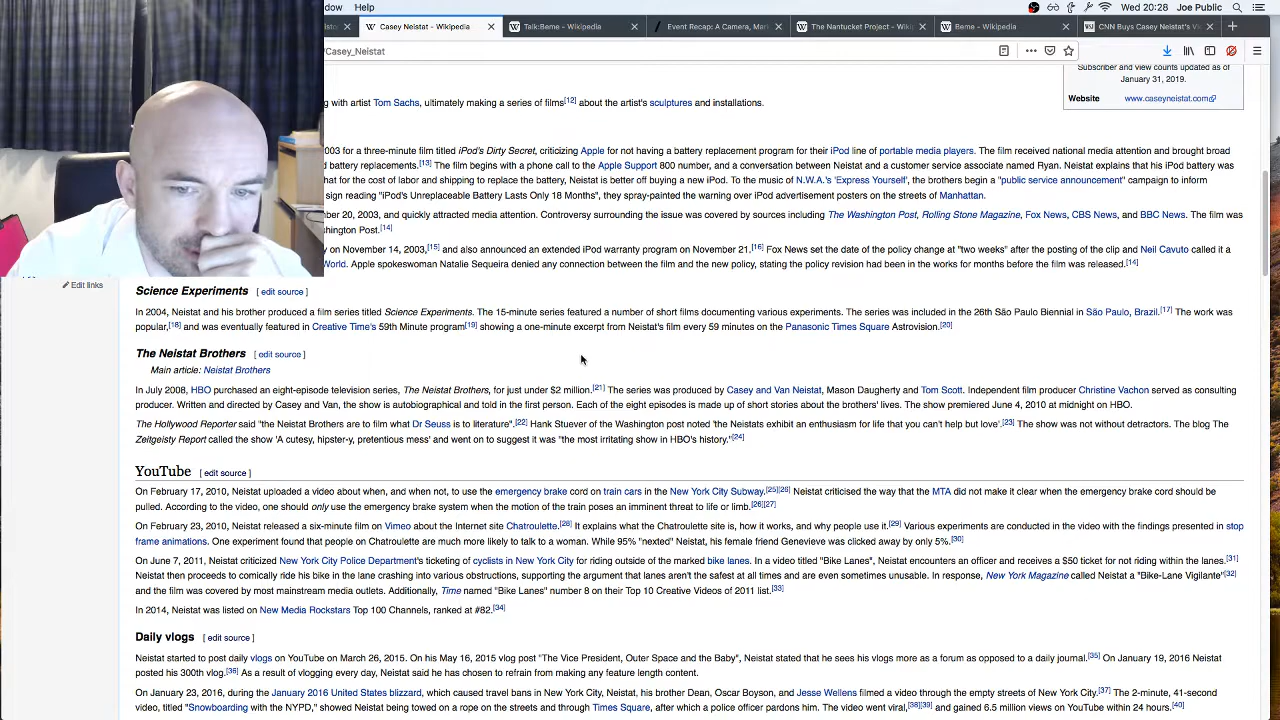 dow Help Wed 20:28 Joe Public
Casey Neistat - Wikipedia Talk:Beme - Wikipedia Event Recap: A Camera, Mar The Nantucket Project - Wikipe Beme - Wikipedia CNN Buys Casey Neistat's Vi
/Casey_Neistat
Subscriber and view counts updated as of
January 31, 2019.
Website www.caseyneistat.com
g with artist Tom Sachs, ultimately making a series of films[12] about the artist's sculptures and installations.
2003 for a three-minute film titled iPod's Dirty Secret, criticizing Apple for not having a battery replacement program for their iPod line of portable media players. The film received national media attention and brought broad
d battery replacements.[13] The film begins with a phone call to the Apple Support 800 number, and a conversation between Neistat and a customer service associate named Ryan. Neistat explains that his iPod battery was
hat for the cost of labor and shipping to replace the battery, Neistat is better off buying a new iPod. To the music of N.W.A.'s 'Express Yourself', the brothers begin a "public service announcement" campaign to inform
sign reading "iPod's Unreplaceable Battery Lasts Only 18 Months", they spray-painted the warning over iPod advertisement posters on the streets of Manhattan.
ber 20, 2003, and quickly attracted media attention. Controversy surrounding the issue was covered by sources including The Washington Post, Rolling Stone Magazine, Fox News, CBS News, and BBC News. The film was
hington Post.[14]
y on November 14, 2003,[15] and also announced an extended iPod warranty program on November 21.[16] Fox News set the date of the policy change at "two weeks" after the posting of the clip and Neil Cavuto called it a
World. Apple spokeswoman Natalie Sequeira denied any connection between the film and the new policy, stating the policy revision had been in the works for months before the film was released.[14]
Edit links
Science Experiments [ edit source ]
In 2004, Neistat and his brother produced a film series titled Science Experiments. The 15-minute series featured a number of short films documenting various experiments. The series was included in the 26th São Paulo Biennial in São Paulo, Brazil.[17] The work was
popular,[18] and was eventually featured in Creative Time's 59th Minute program[19] showing a one-minute excerpt from Neistat's film every 59 minutes on the Panasonic Times Square Astrovision.[20]
The Neistat Brothers [ edit source ]
Main article: Neistat Brothers
In July 2008, HBO purchased an eight-episode television series, The Neistat Brothers, for just under $2 million.[21] The series was produced by Casey and Van Neistat, Mason Daugherty and Tom Scott. Independent film producer Christine Vachon served as consulting
producer. Written and directed by Casey and Van, the show is autobiographical and told in the first person. Each of the eight episodes is made up of short stories about the brothers' lives. The show premiered June 4, 2010 at midnight on HBO.
The Hollywood Reporter said "the Neistat Brothers are to film what Dr Seuss is to literature".[22] Hank Stuever of the Washington post noted 'the Neistats exhibit an enthusiasm for life that you can't help but love'.[23] The show was not without detractors. The blog The
Zeitgeisty Report called the show 'A cutesy, hipster-y, pretentious mess' and went on to suggest it was "the most irritating show in HBO's history."[24]
YouTube [ edit source ]
On February 17, 2010, Neistat uploaded a video about when, and when not, to use the emergency brake cord on train cars in the New York City Subway.[25][26] Neistat criticised the way that the MTA did not make it clear when the emergency brake cord should be
pulled. According to the video, one should only use the emergency brake system when the motion of the train poses an imminent threat to life or limb.[26][27]
On February 23, 2010, Neistat released a six-minute film on Vimeo about the Internet site Chatroulette.[28] It explains what the Chatroulette site is, how it works, and why people use it.[29] Various experiments are conducted in the video with the findings presented in stop
frame animations. One experiment found that people on Chatroulette are much more likely to talk to a woman. While 95% "nexted" Neistat, his female friend Genevieve was clicked away by only 5%.[30]
On June 7, 2011, Neistat criticized New York City Police Department's ticketing of cyclists in New York City for riding outside of the marked bike lanes. In a video titled "Bike Lanes", Neistat encounters an officer and receives a $50 ticket for not riding within the lanes.[31]
Neistat then proceeds to comically ride his bike in the lane crashing into various obstructions, supporting the argument that lanes aren't the safest at all times and are even sometimes unusable. In response, New York Magazine called Neistat a "Bike-Lane Vigilante"[32]
and the film was covered by most mainstream media outlets. Additionally, Time named "Bike Lanes" number 8 on their Top 10 Creative Videos of 2011 list.[33]
In 2014, Neistat was listed on New Media Rockstars Top 100 Channels, ranked at #82.[34]
Daily vlogs [ edit source ]
Neistat started to post daily vlogs on YouTube on March 26, 2015. On his May 16, 2015 vlog post "The Vice President, Outer Space and the Baby", Neistat stated that he sees his vlogs more as a forum as opposed to a daily journal.[35] On January 19, 2016 Neistat
posted his 300th vlog.[36] As a result of vlogging every day, Neistat said he has chosen to refrain from making any feature length content.
On January 23, 2016, during the January 2016 United States blizzard, which caused travel bans in New York City, Neistat, his brother Dean, Oscar Boyson, and Jesse Wellens filmed a video through the empty streets of New York City.[37] The 2-minute, 41-second
video, titled "Snowboarding with the NYPD," showed Neistat being towed on a rope on the streets and through Times Square, after which a police officer pardons him. The video went viral,[38][39] and gained 6.5 million views on YouTube within 24 hours.[40]